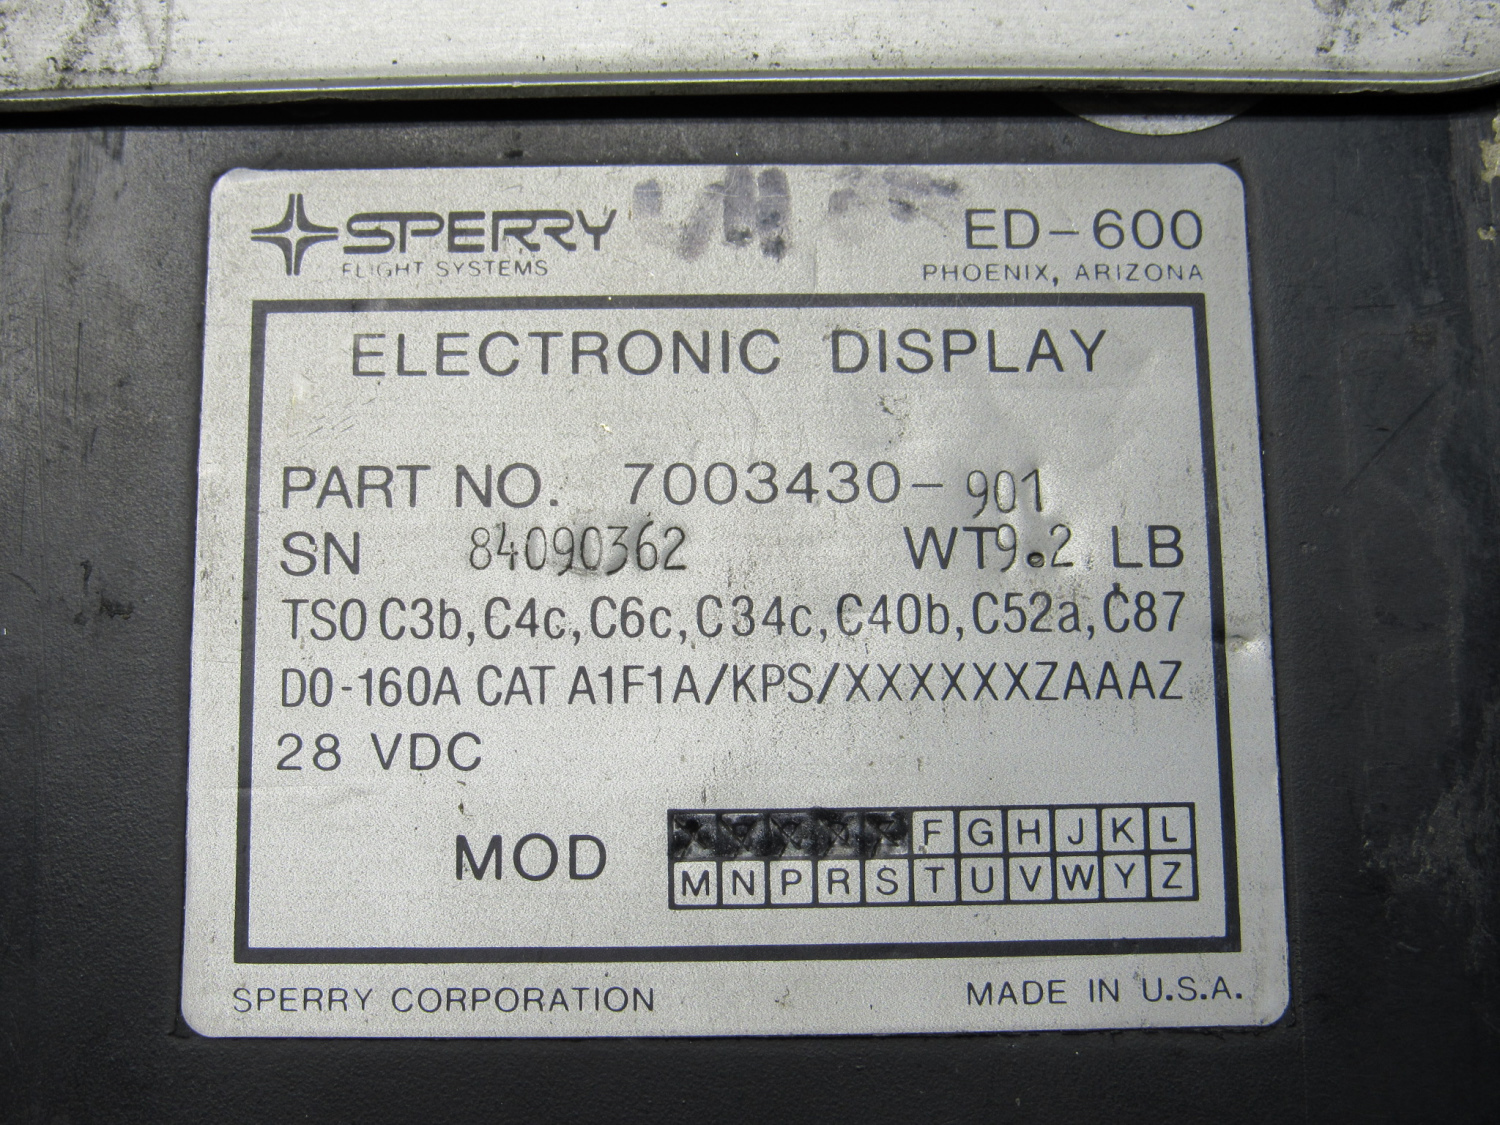 SPERRY ED-600
FLIGHT SYSTEMS PHOENIX, ARIZONA
ELECTRONIC DISPLAY
PART NO. 7003430-901
SN 84090362 WT 9.2 LB
TSO C3b, C4c, C6c, C34c, C40b, C52a, C87
DO-160A CAT A1F1A/KPS/XXXXXXZAAAZ
28 VDC
MOD
F G H J K L
M N P R S T U V W Y Z
SPERRY CORPORATION MADE IN U.S.A.